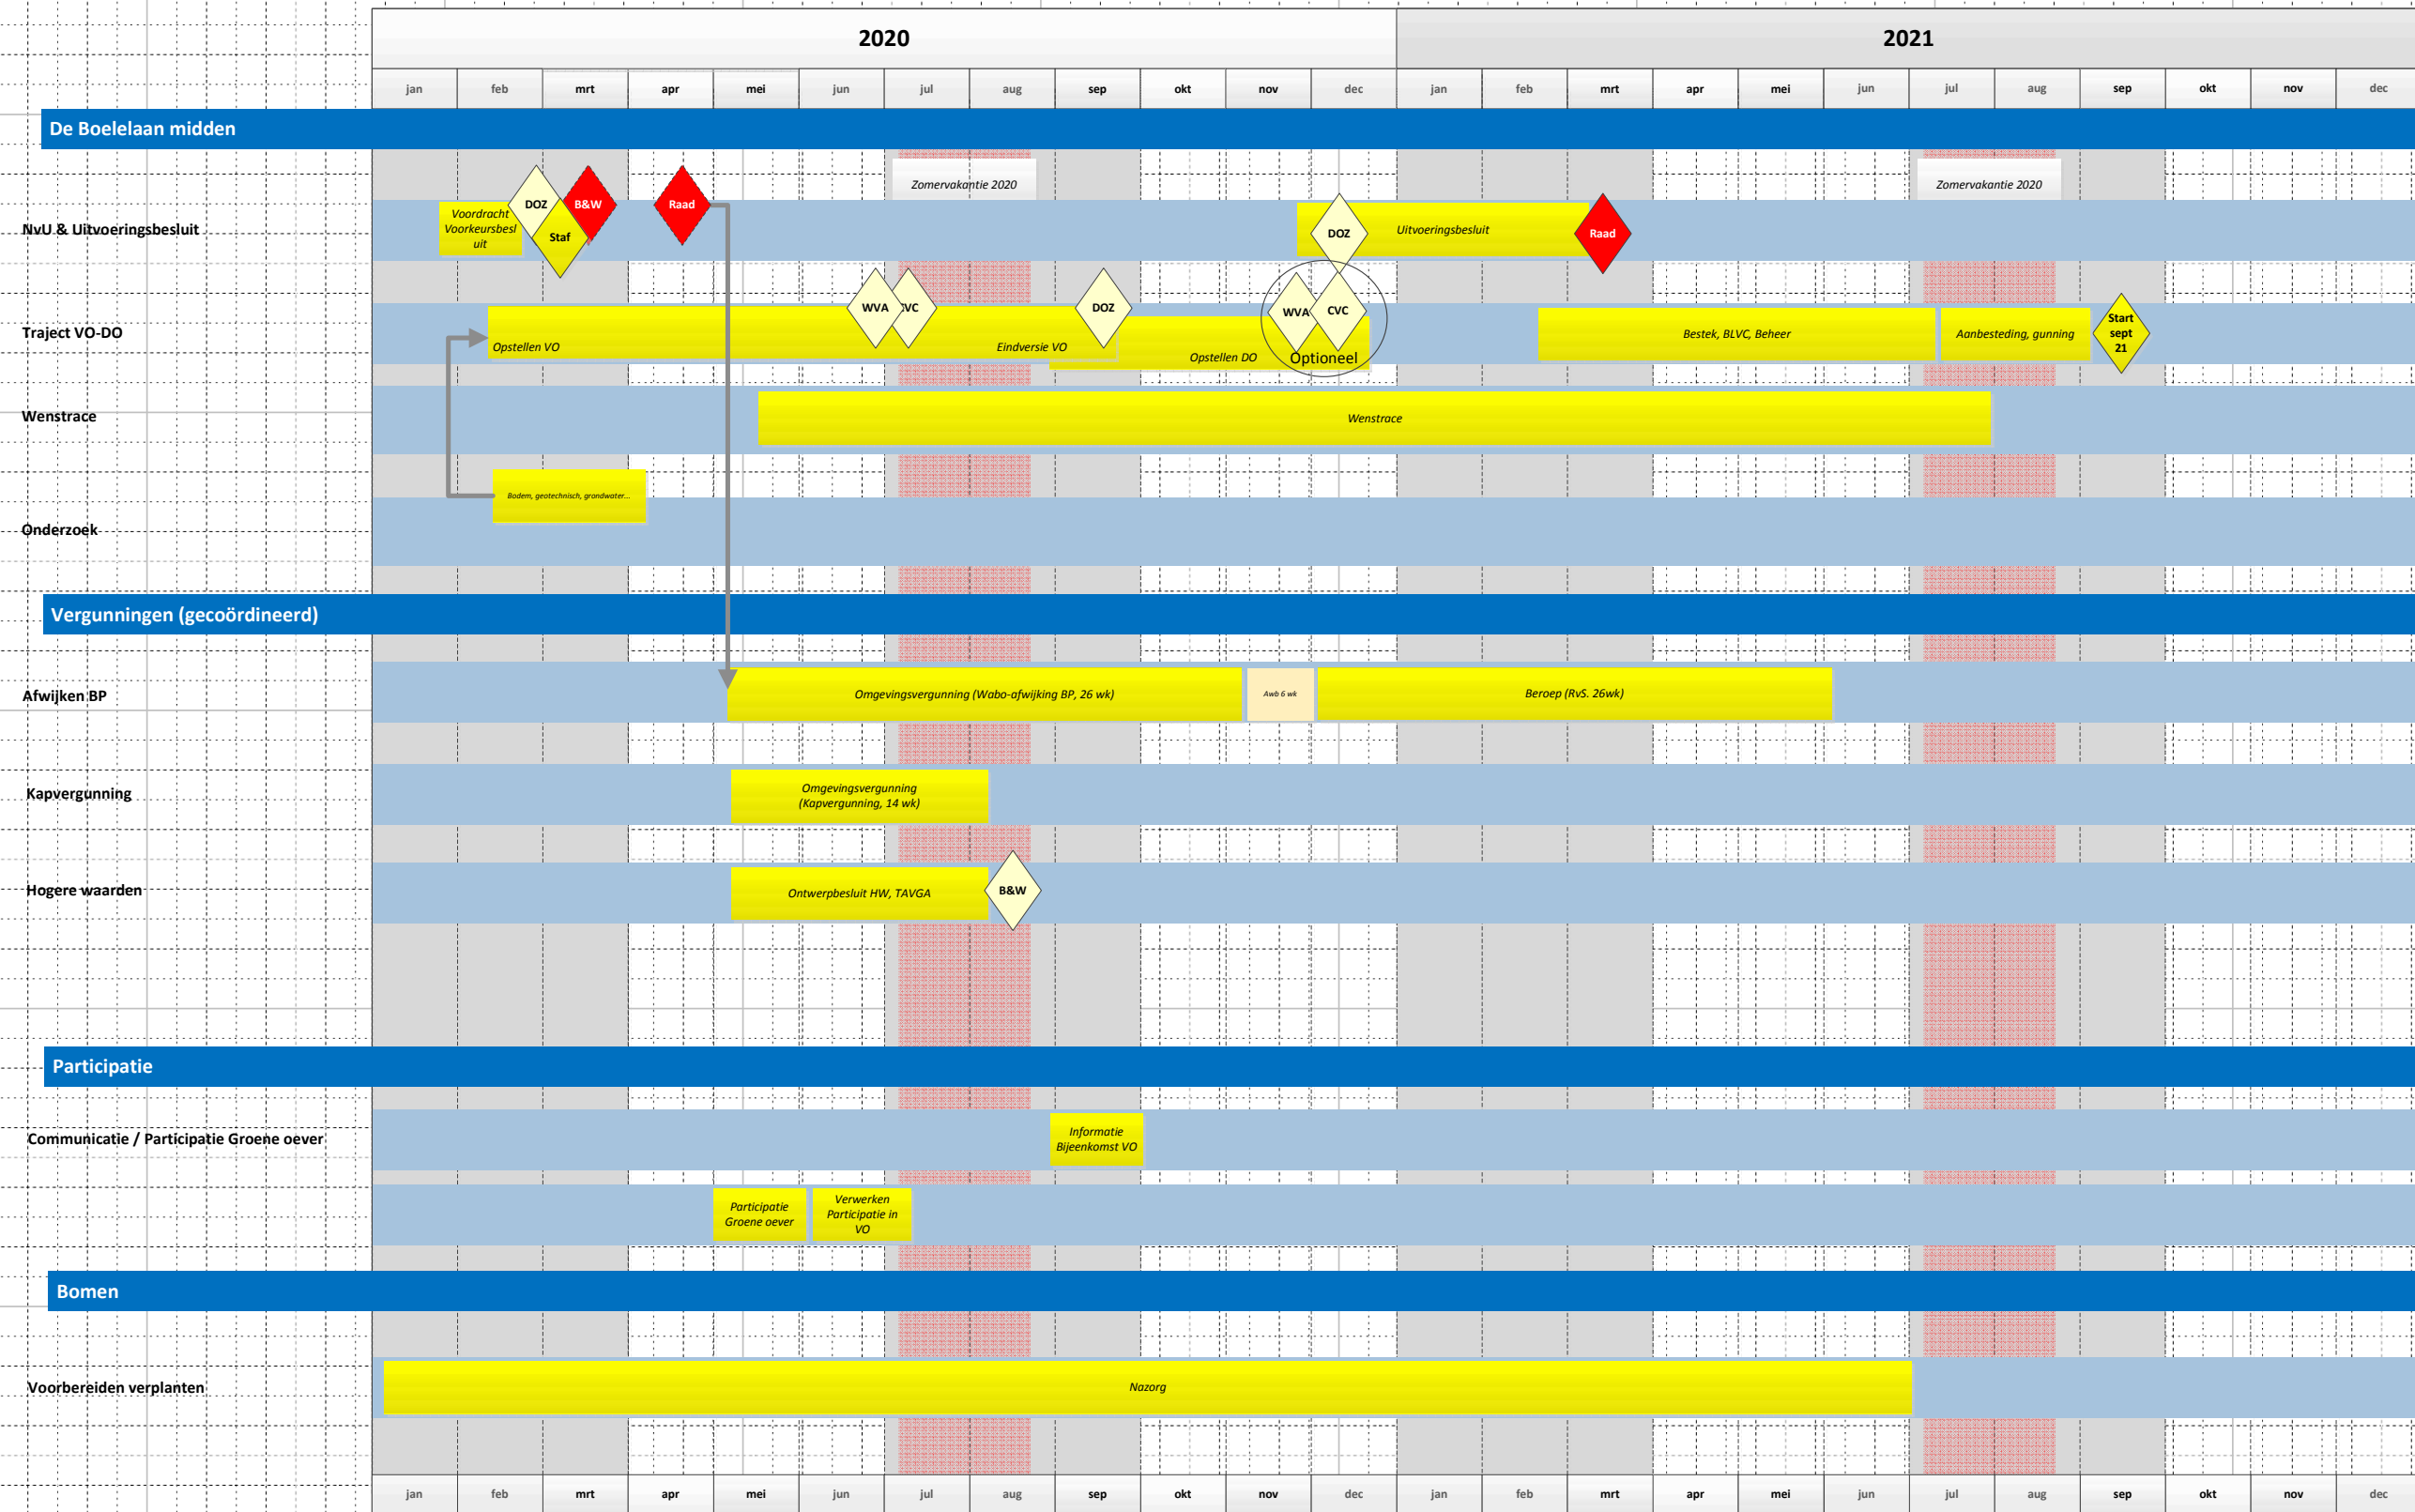 2020
2021
jan feb mrt apr mei jun jul aug sep okt nov dec jan feb mrt apr mei jun jul aug sep okt nov dec
De Boelelaan midden
Zomervakantie 2020
Zomervakantie 2020
NvU & Uitvoeringsbesluit
Voordracht
Voorkeursbesl
uit
DOZ
Staf
B&W
Raad
DOZ
Uitvoeringsbesluit
Raad
Traject VO-DO
Opstellen VO
WVA
CVC
Eindversie VO
DOZ
Opstellen DO
WVA
CVC
Optioneel
Bestek, BLVC, Beheer
Aanbesteding, gunning
Start
sept
21
Wenstrace
Wenstrace
Bodem, geotechnisch, grondwater...
Onderzoek
Vergunningen (gecoördineerd)
Afwijken BP
Omgevingsvergunning (Wabo-afwijking BP, 26 wk)
Awb 6 wk
Beroep (RvS. 26wk)
Kapvergunning
Omgevingsvergunning
(Kapvergunning, 14 wk)
Hogere waarden
Ontwerpbesluit HW, TAVGA
B&W
Participatie
Communicatie / Participatie Groene oever
Informatie
Bijeenkomst VO
Participatie
Groene oever
Verwerken
Participatie in
VO
Bomen
Voorbereiden verplanten
Nazorg
jan feb mrt apr mei jun jul aug sep okt nov dec jan feb mrt apr mei jun jul aug sep okt nov dec